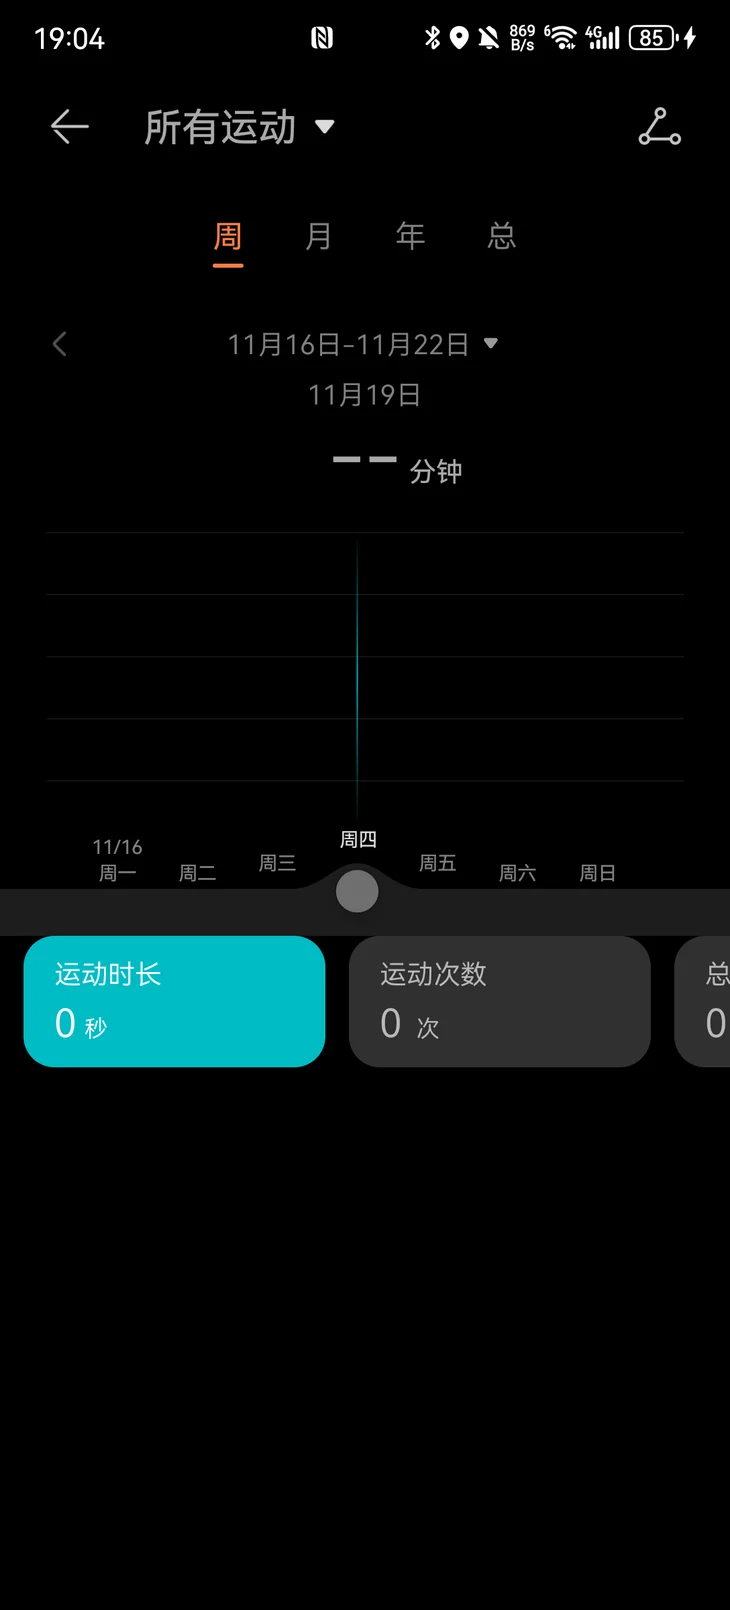 19:04 869 B/s 6 4G 85
所有运动
周 月 年 总
11月16日-11月22日
11月19日
-- 分钟
11/16
周一 周二 周三 周四 周五 周六 周日
运动时长 运动次数 总
0 秒 0 次 0